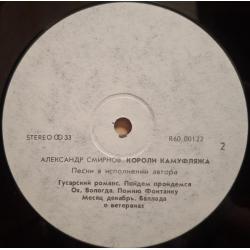 STEREO 33
R60 00122
2
АЛЕКСАНДР СМИРНОВ. КОРОЛИ КАМУФЛЯЖА
Песни в исполнении автора
Гусарский романс. Пойдем пройдемся
Ох, Вологда. Помню Фонтанку
Месяц декабрь. Баллада
о ветеранах